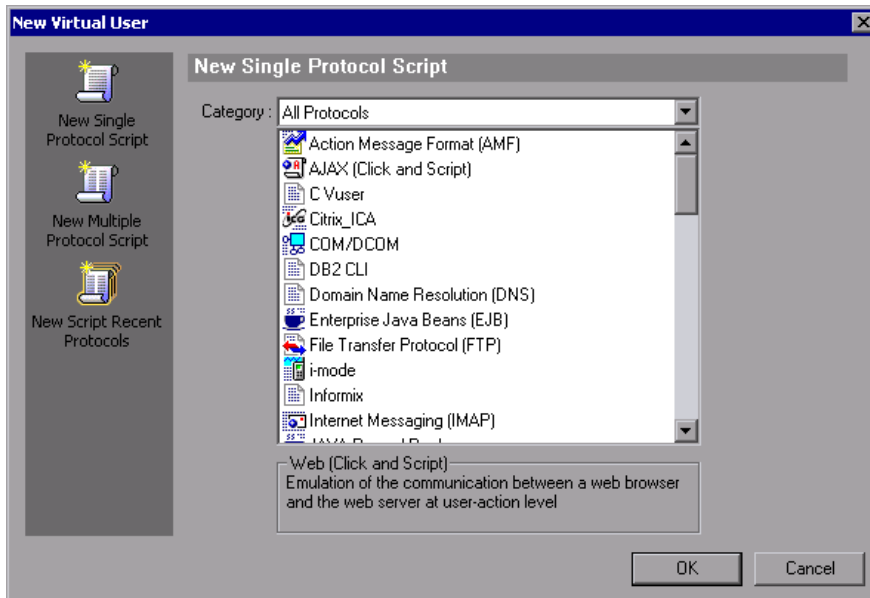 New Virtual User
New Single
Protocol Script
New Multiple
Protocol Script
New Script Recent
Protocols
New Single Protocol Script
Category : All Protocols
Action Message Format (AMF)
AJAX (Click and Script)
C Vuser
Citrix_ICA
COM/DCOM
DB2 CLI
Domain Name Resolution (DNS)
Enterprise Java Beans (EJB)
File Transfer Protocol (FTP)
i-mode
Informix
Internet Messaging (IMAP)
Web (Click and Script)
Emulation of the communication between a web browser
and the web server at user-action level
OK Cancel